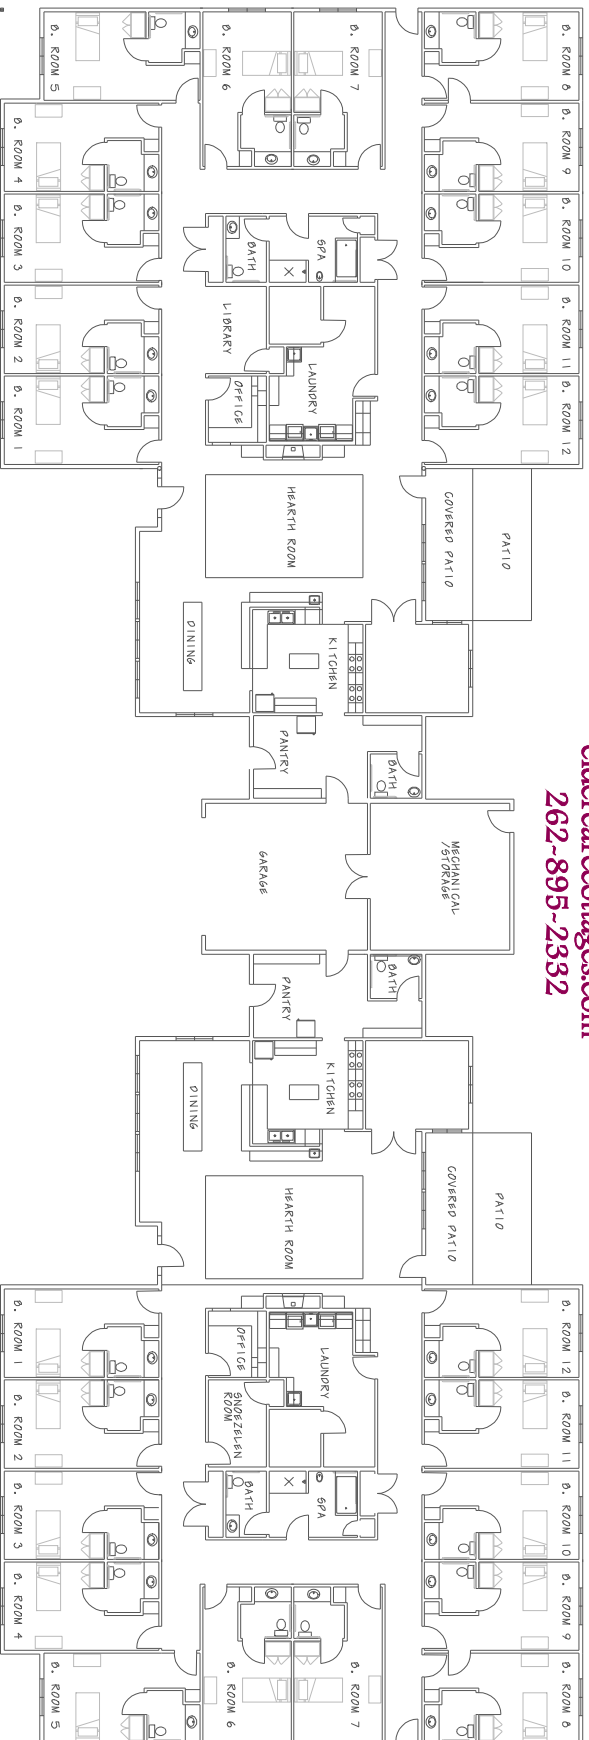 B. ROOM 5
B. ROOM 6
B. ROOM 7
B. ROOM 8
B. ROOM 4
B. ROOM 9
B. ROOM 3
BATH
SPA
B. ROOM 10
B. ROOM 2
LIBRARY
LAUNDRY
B. ROOM 11
B. ROOM 1
OFFICE
B. ROOM 12
HEARTH ROOM
COVERED PATIO
PATIO
DINING
KITCHEN
PANTRY
BATH
262-895-2332
GARAGE
MECHANICAL
/STORAGE
PANTRY
BATH
DINING
KITCHEN
HEARTH ROOM
COVERED PATIO
PATIO
B. ROOM 1
OFFICE
LAUNDRY
B. ROOM 12
B. ROOM 2
SNOEZELEN
ROOM
B. ROOM 11
B. ROOM 3
BATH
SPA
B. ROOM 10
B. ROOM 4
B. ROOM 9
B. ROOM 5
B. ROOM 6
B. ROOM 7
B. ROOM 8